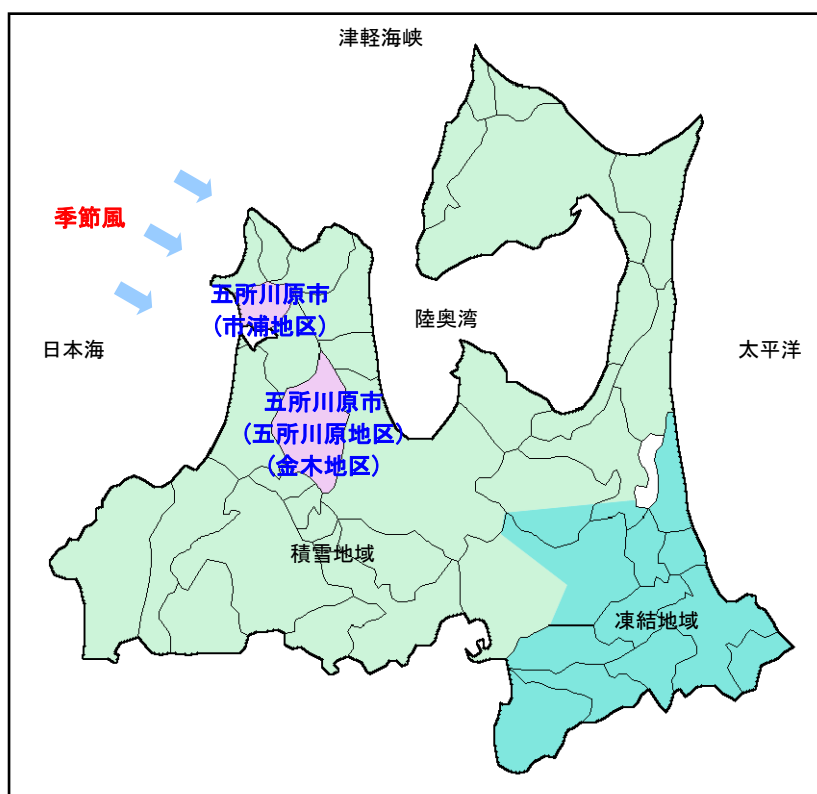 津軽海峡
季節風
五所川原市
(市浦地区)
陸奥湾
日本海
太平洋
五所川原市
(五所川原地区)
(金木地区)
積雪地域
凍結地域